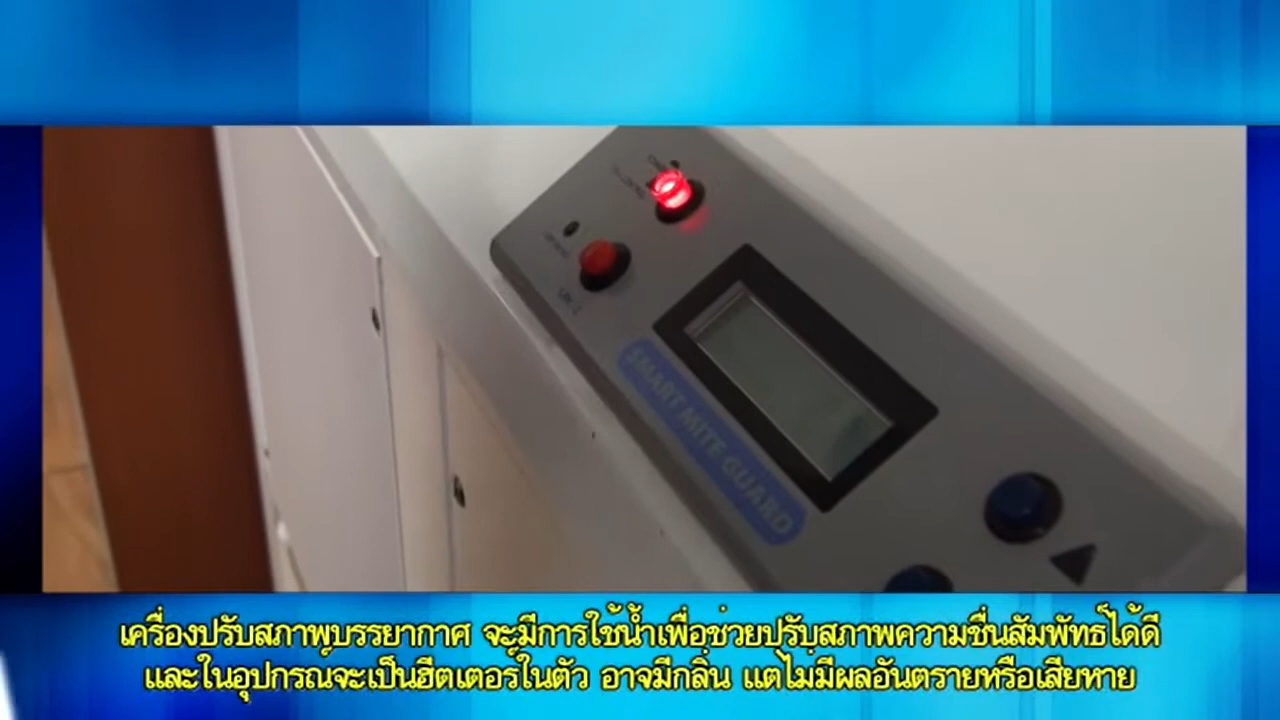 UV-C
SMART MITE GUARD
เครื่องปรับสภาพบรรยากาศ จะมีการใช้น้ำเพื่อช่วยปรับสภาพความชื่นสัมพัทธ์ได้ดี
และในอุปกรณ์จะเป็นฮีตเตอร์ในตัว อาจมีกลิ่น แต่ไม่มีผลอันตรายหรือเสียหาย